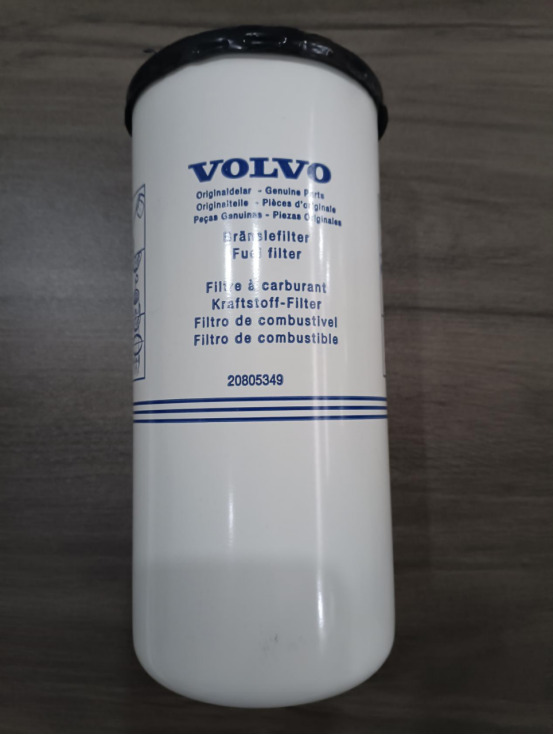 VOLVO
Originaldelar - Genuine Parts
Originalteile - Pièces d'origine
Peças Genuinas - Piezas Originales
Bränslefilter
Fuel filter
Filtre à carburant
Kraftstoff-Filter
Filtro de combustivel
Filtro de combustible
20805349